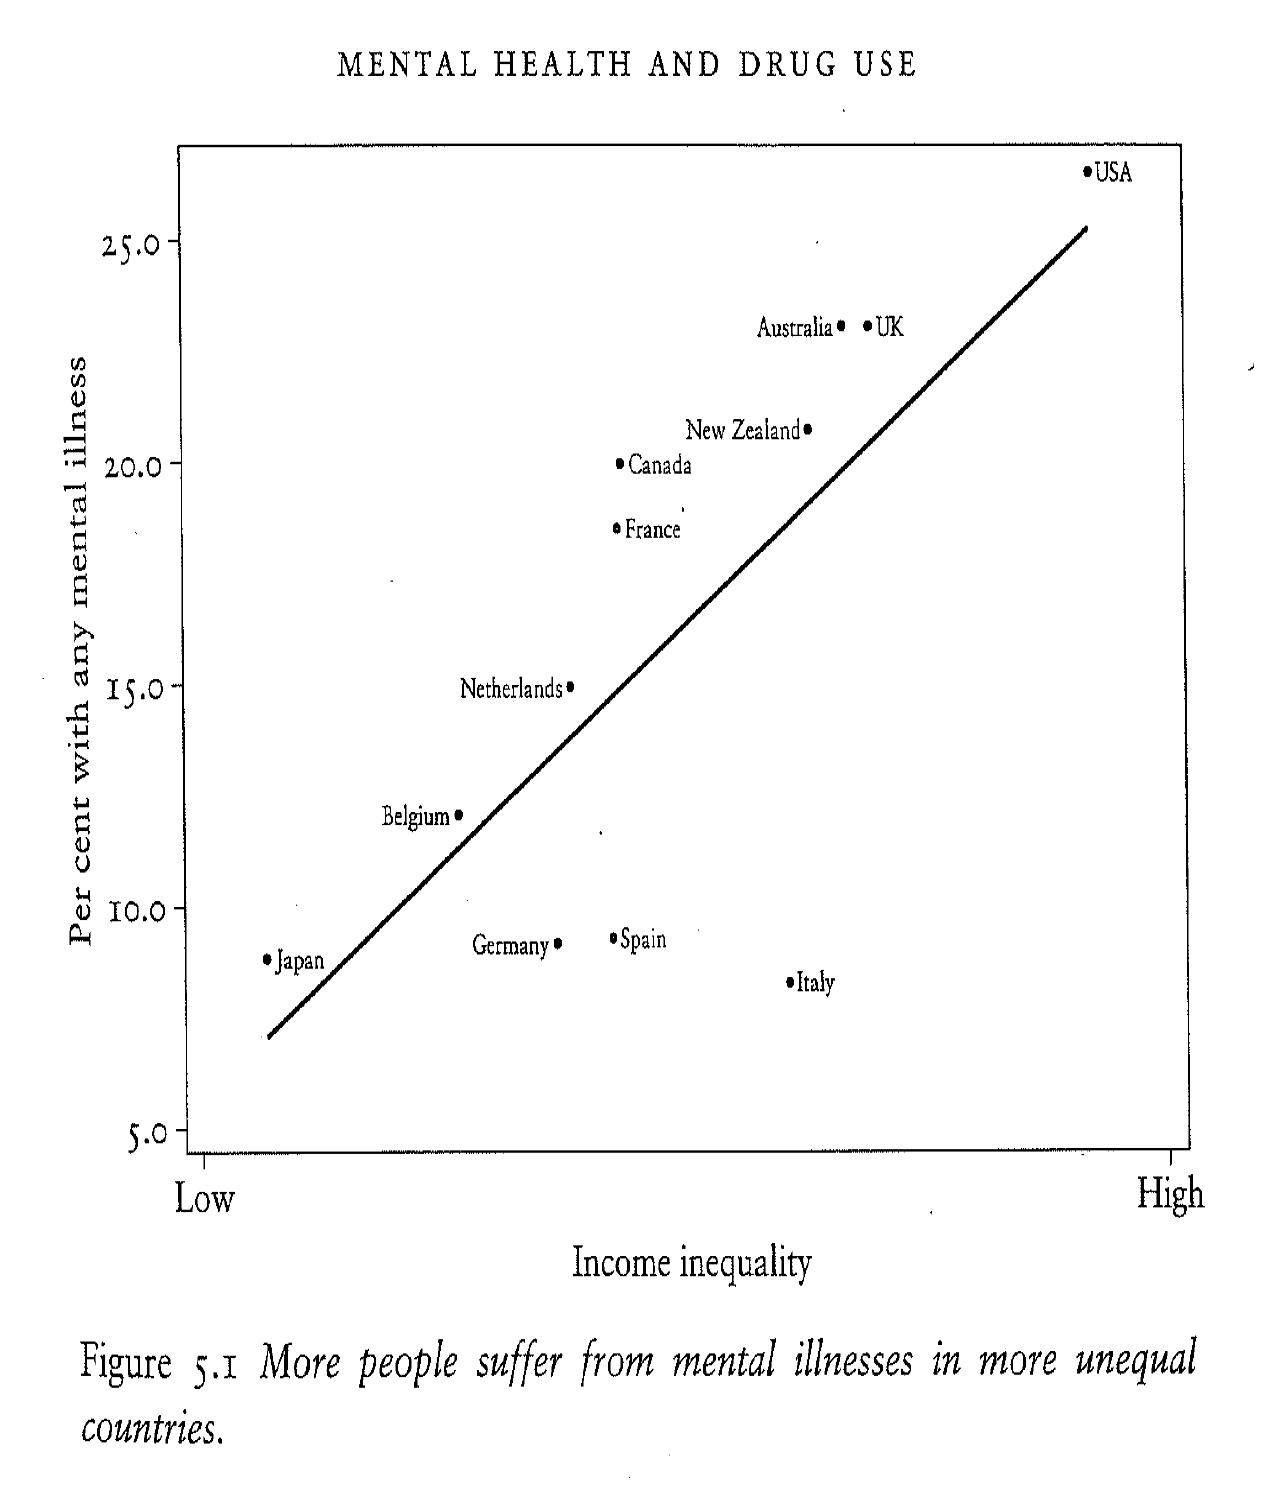 MENTAL HEALTH AND DRUG USE
USA
25.0
Australia UK
New Zealand
20.0 Canada
France
Per cent with any mental illness
15.0 Netherlands
Belgium
10.0
Germany Spain
Japan
Italy
5.0
Low High
Income inequality
Figure 5.1 More people suffer from mental illnesses in more unequal
countries.